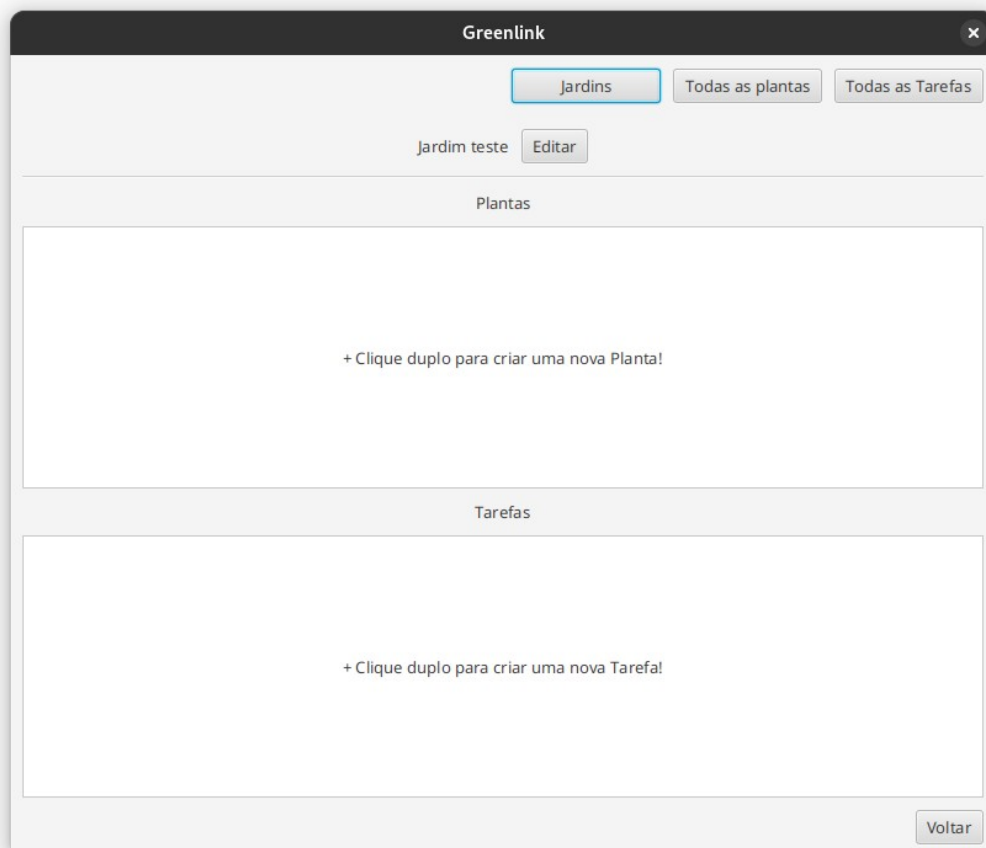 Greenlink
Jardins Todas as plantas Todas as Tarefas
Jardim teste Editar
Plantas
+ Clique duplo para criar uma nova Planta!
Tarefas
+ Clique duplo para criar uma nova Tarefa!
Voltar